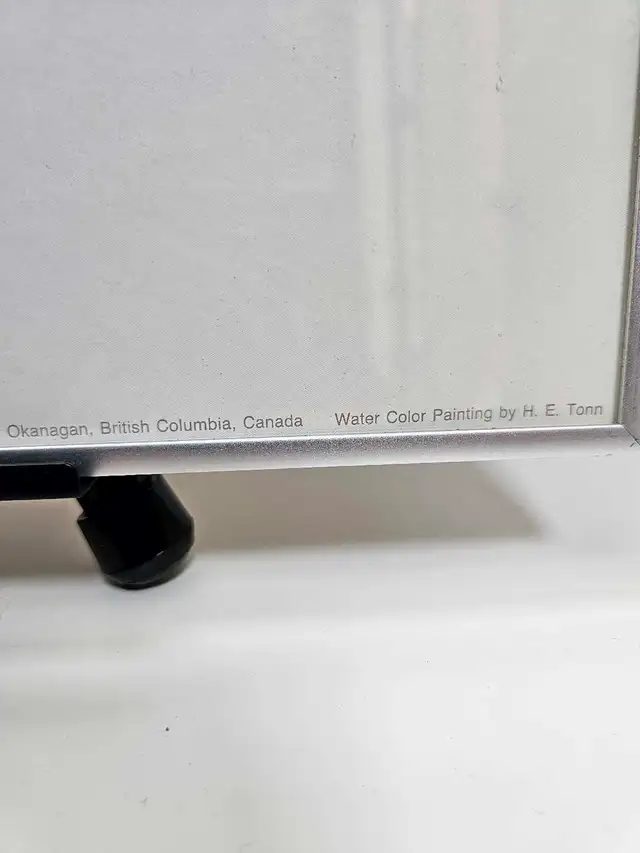 Okanagan, British Columbia, Canada Water Color Painting by H. E. Tonn